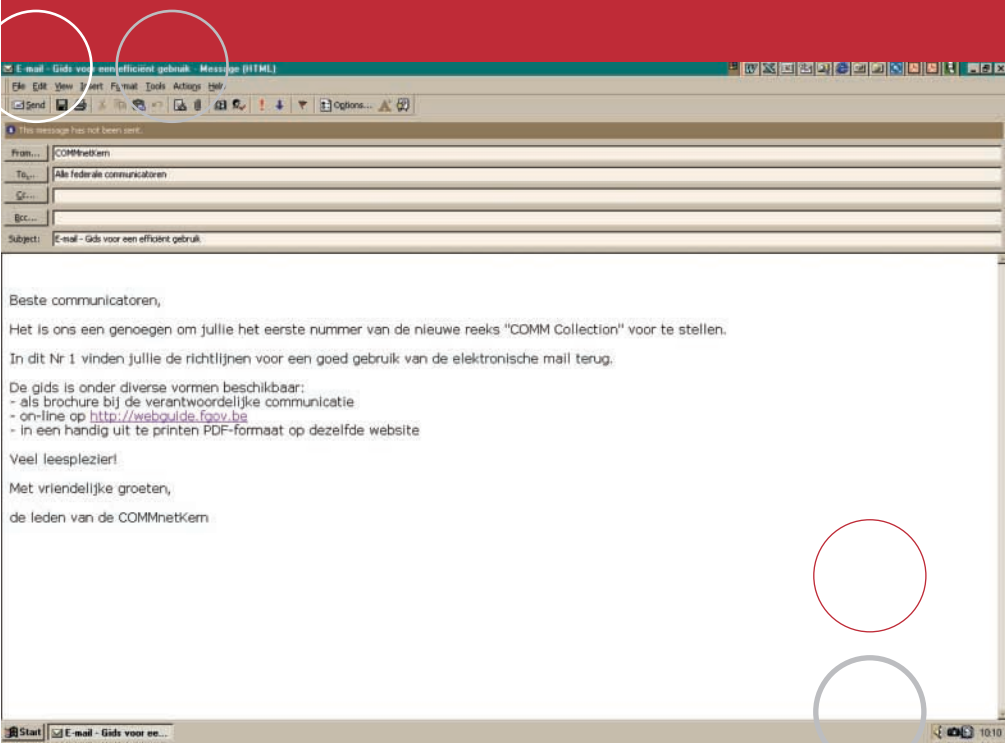 E-mail - Gids voor een efficiënt gebruik - Message (HTML)
File Edit View Insert Format Tools Actions Help
Send Options...
This message has not been sent.
From... COMMnetKern
To... Alle federale communicatoren
Cc...
Bcc...
Subject: E-mail - Gids voor een efficiënt gebruik
Beste communicatoren,
Het is ons een genoegen om jullie het eerste nummer van de nieuwe reeks "COMM Collection" voor te stellen.
In dit Nr 1 vinden jullie de richtlijnen voor een goed gebruik van de elektronische mail terug.
De gids is onder diverse vormen beschikbaar:
- als brochure bij de verantwoordelijke communicatie
- on-line op http://webguide.fgov.be
- in een handig uit te printen PDF-formaat op dezelfde website
Veel leesplezier!
Met vriendelijke groeten,
de leden van de COMMnetKern
Start E-mail - Gids voor ee... 10:10